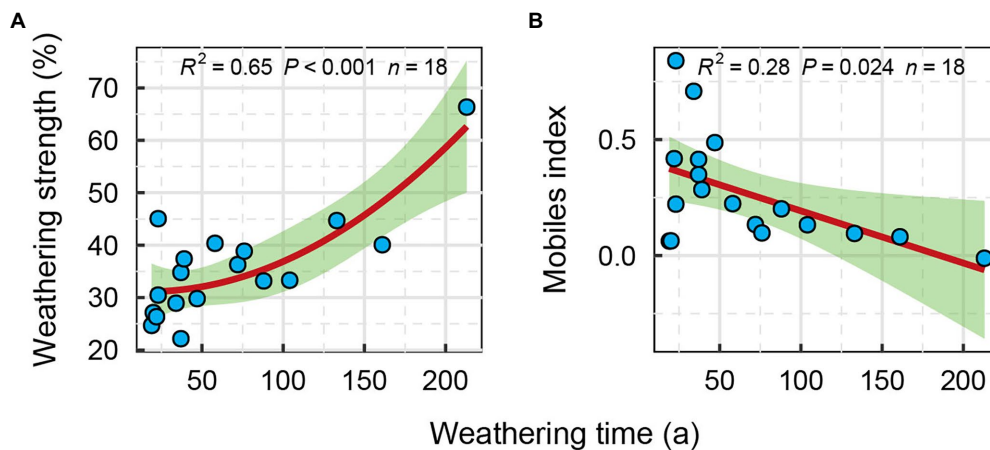 A
B
R² = 0.65 P < 0.001 n = 18
R² = 0.28 P = 0.024 n = 18
Weathering strength (%)
70
60
50
40
30
20
50
100
150
200
Mobiles index
0.5
0.0
50
100
150
200
Weathering time (a)